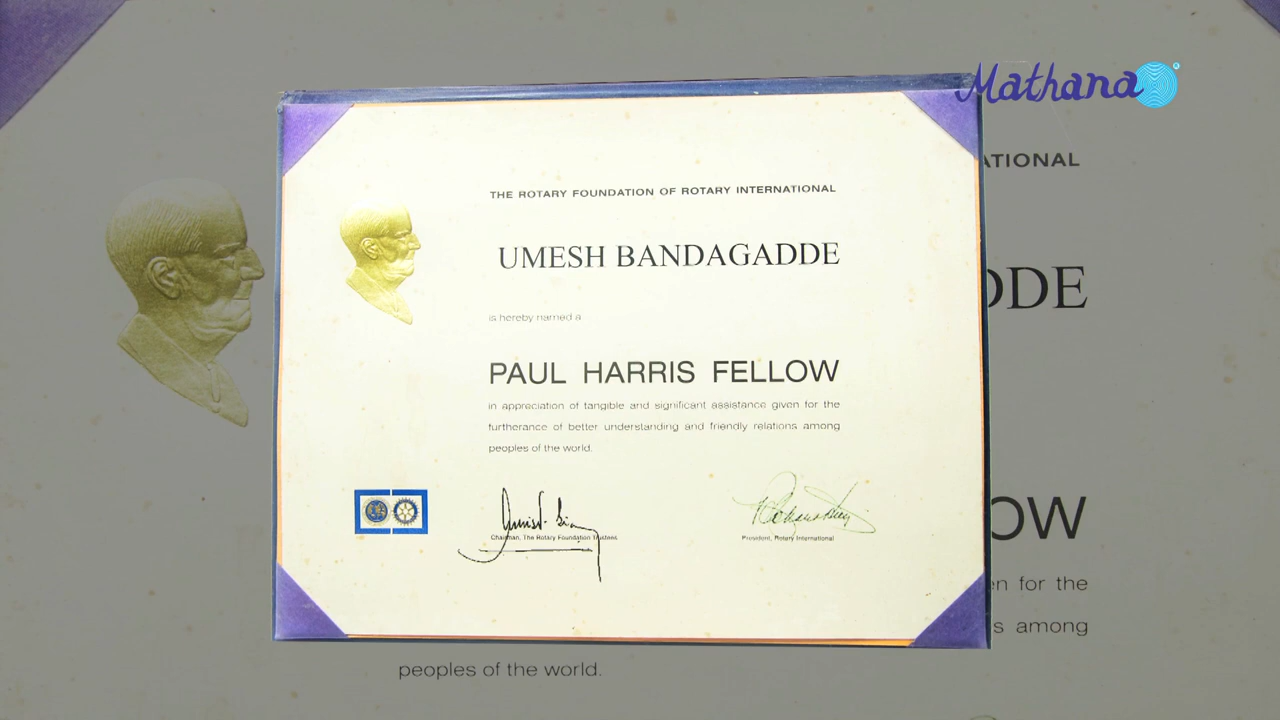 Mathana
THE ROTARY FOUNDATION OF ROTARY INTERNATIONAL
UMESH BANDAGADDE
is hereby named a
PAUL HARRIS FELLOW
in appreciation of tangible and significant assistance given for the
furtherance of better understanding and friendly relations among
peoples of the world.
Chairman, The Rotary Foundation Trustees
President, Rotary International
ATIONAL
DDE
OW
en for the
s among
peoples of the world.